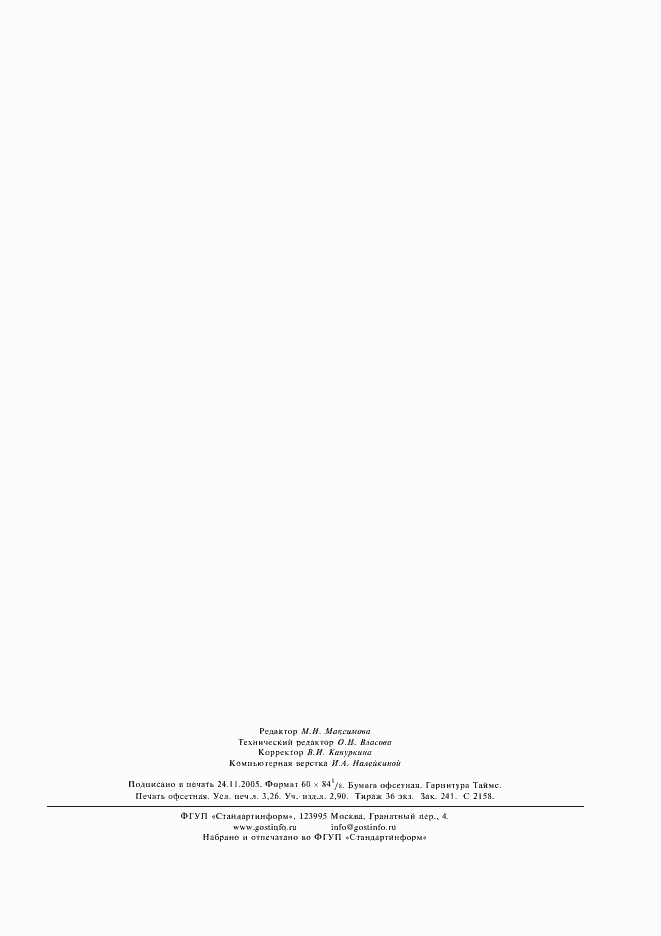 Редактор М.И. Максимова
Технический редактор О.Н. Власова
Корректор В.И. Кануркина
Компьютерная верстка И.А. Налейкиной
Подписано в печать 24.11.2005. Формат 60 × 84¹/₈. Бумага офсетная. Гарнитура Таймс.
Печать офсетная. Усл. печ.л. 3,26. Уч.-изд.л. 2,90. Тираж 36 экз. Зак. 241. С 2158.
ФГУП «Стандартинформ», 123995 Москва, Гранатный пер., 4.
www.gostinfo.ru info@gostinfo.ru
Набрано и отпечатано во ФГУП «Стандартинформ»